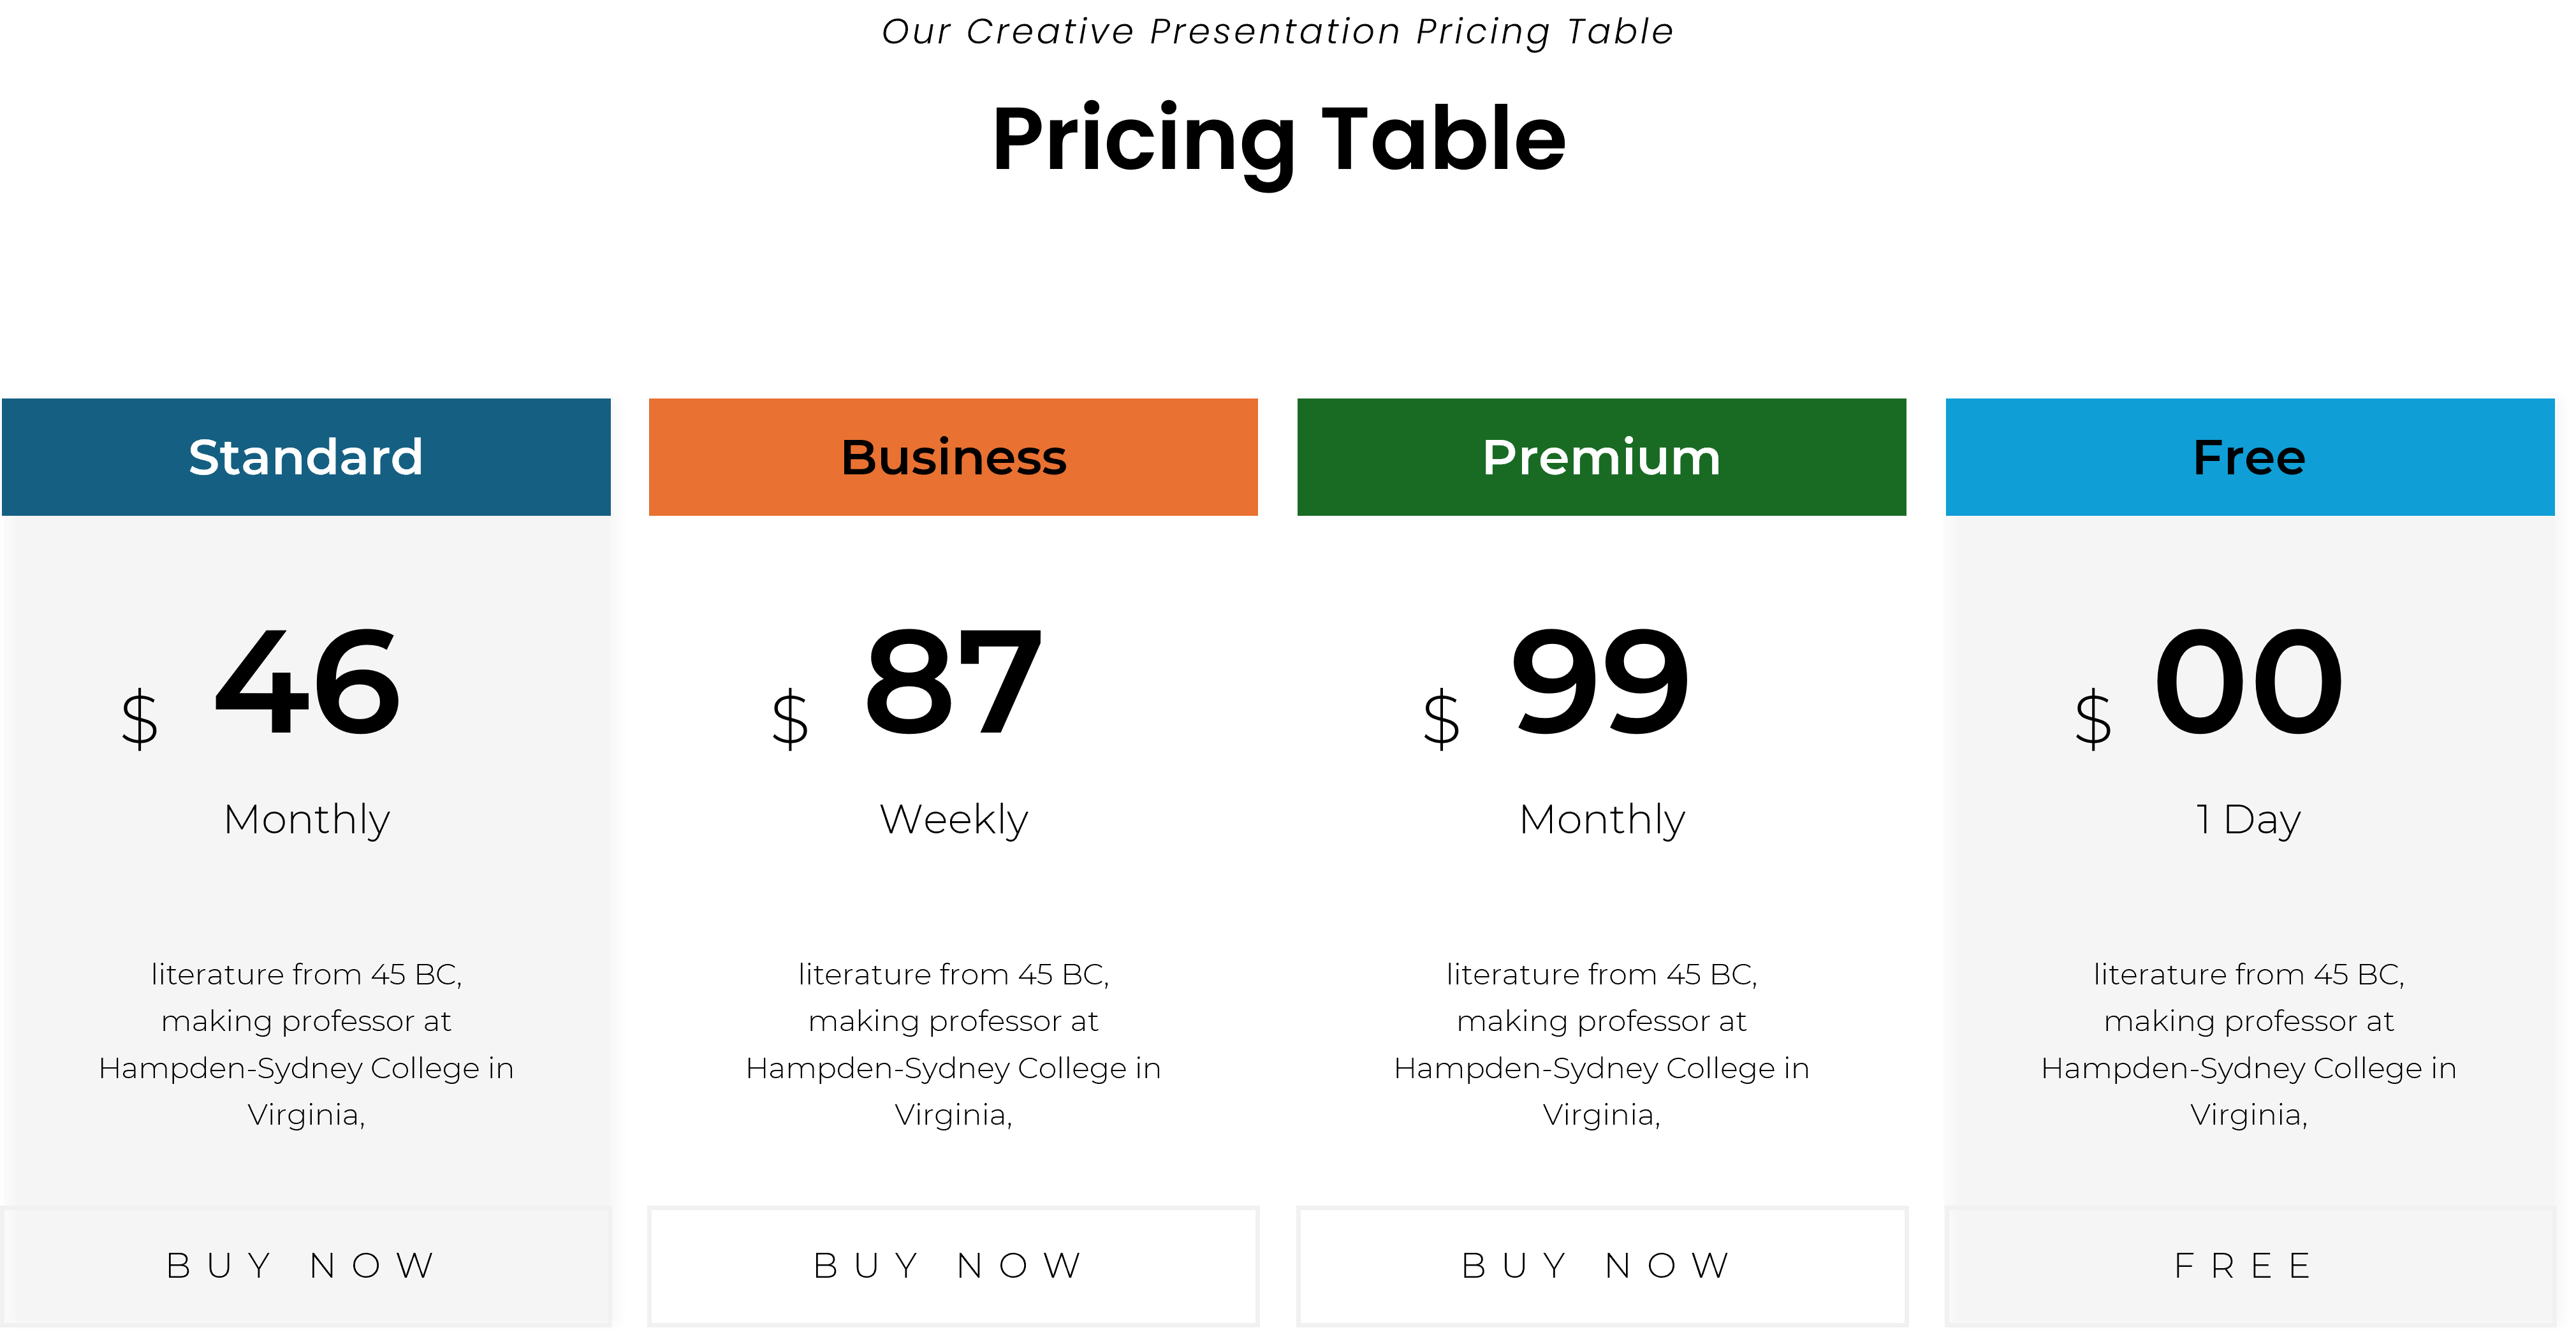 Our Creative Presentation Pricing Table
Pricing Table
Standard
$ 46
Monthly
literature from 45 BC,
making professor at
Hampden-Sydney College in
Virginia,
BUY NOW
Business
$ 87
Weekly
literature from 45 BC,
making professor at
Hampden-Sydney College in
Virginia,
BUY NOW
Premium
$ 99
Monthly
literature from 45 BC,
making professor at
Hampden-Sydney College in
Virginia,
BUY NOW
Free
$ 00
1 Day
literature from 45 BC,
making professor at
Hampden-Sydney College in
Virginia,
FREE